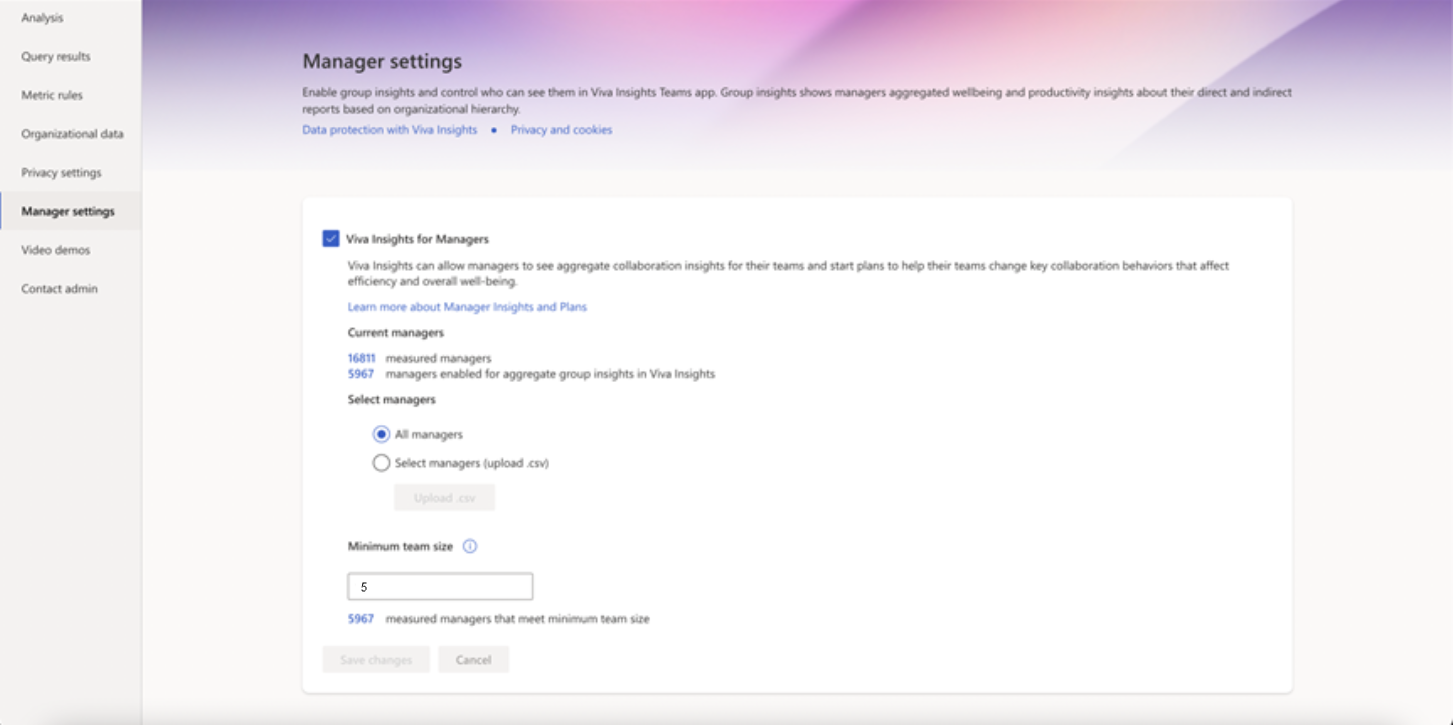 Analysis
Query results
Metric rules
Organizational data
Privacy settings
Manager settings
Video demos
Contact admin
Manager settings
Enable group insights and control who can see them in Viva Insights Teams app. Group insights shows managers aggregated wellbeing and productivity insights about their direct and indirect
reports based on organizational hierarchy.
Data protection with Viva Insights • Privacy and cookies
Viva Insights for Managers
Viva Insights can allow managers to see aggregate collaboration insights for their teams and start plans to help their teams change key collaboration behaviors that affect
efficiency and overall well-being.
Learn more about Manager Insights and Plans
Current managers
16811 measured managers
5967 managers enabled for aggregate group insights in Viva Insights
Select managers
All managers
Select managers (upload .csv)
Upload .csv
Minimum team size
5
5967 measured managers that meet minimum team size
Save changes Cancel